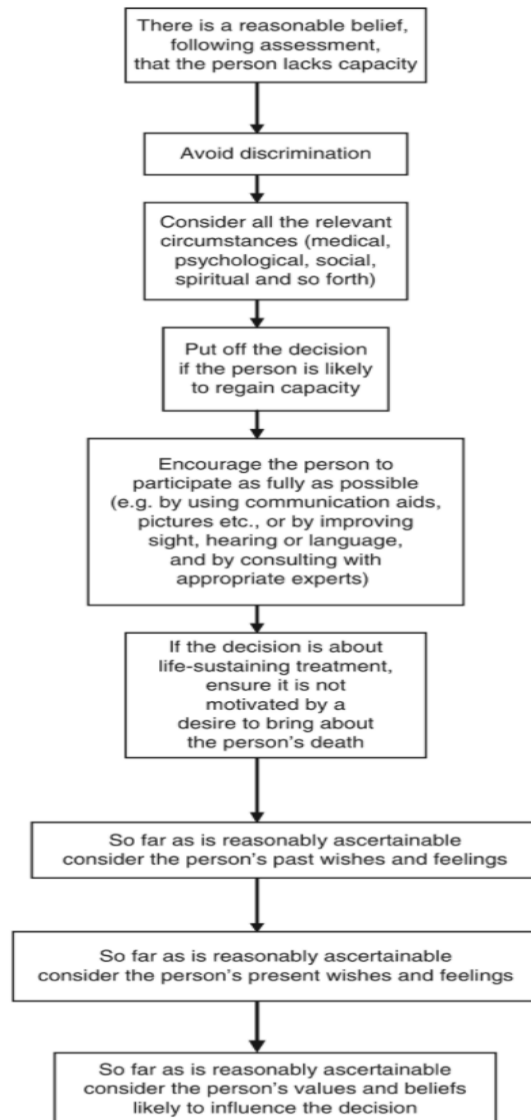 There is a reasonable belief,
following assessment,
that the person lacks capacity
Avoid discrimination
Consider all the relevant
circumstances (medical,
psychological, social,
spiritual and so forth)
Put off the decision
if the person is likely
to regain capacity
Encourage the person to
participate as fully as possible
(e.g. by using communication aids,
pictures etc., or by improving
sight, hearing or language,
and by consulting with
appropriate experts)
If the decision is about
life-sustaining treatment,
ensure it is not
motivated by a
desire to bring about
the person's death
So far as is reasonably ascertainable
consider the person's past wishes and feelings
So far as is reasonably ascertainable
consider the person's present wishes and feelings
So far as is reasonably ascertainable
consider the person's values and beliefs
likely to influence the decision